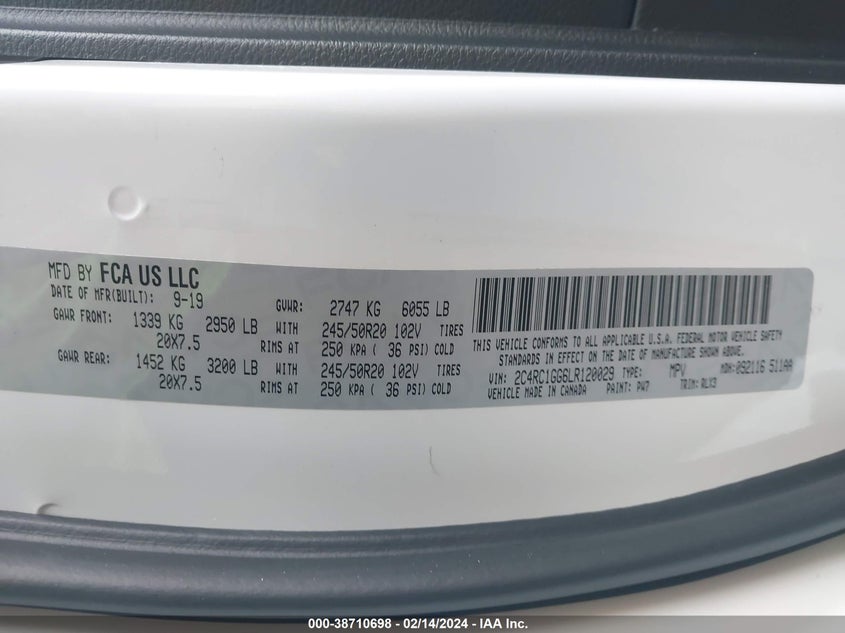 MFD BY FCA US LLC
DATE OF MFR(BUILT): 9-19
GVWR: 2747 KG 6055 LB
GAWR FRONT: 1339 KG 2950 LB WITH 245/50R20 102V TIRES
20X7.5 RIMS AT 250 KPA ( 36 PSI) COLD
GAWR REAR: 1452 KG 3200 LB WITH 245/50R20 102V TIRES
20X7.5 RIMS AT 250 KPA ( 36 PSI) COLD
THIS VEHICLE CONFORMS TO ALL APPLICABLE U.S.A. FEDERAL MOTOR VEHICLE SAFETY
STANDARDS IN EFFECT ON THE DATE OF MANUFACTURE SHOWN ABOVE.
VIN: 2C4RC1GG6LR120029 TYPE: MPV MDH: 092116 511AA
VEHICLE MADE IN CANADA PAINT: PW7 TRIM: RLX3
000-38710698 - 02/14/2024 - IAA Inc.